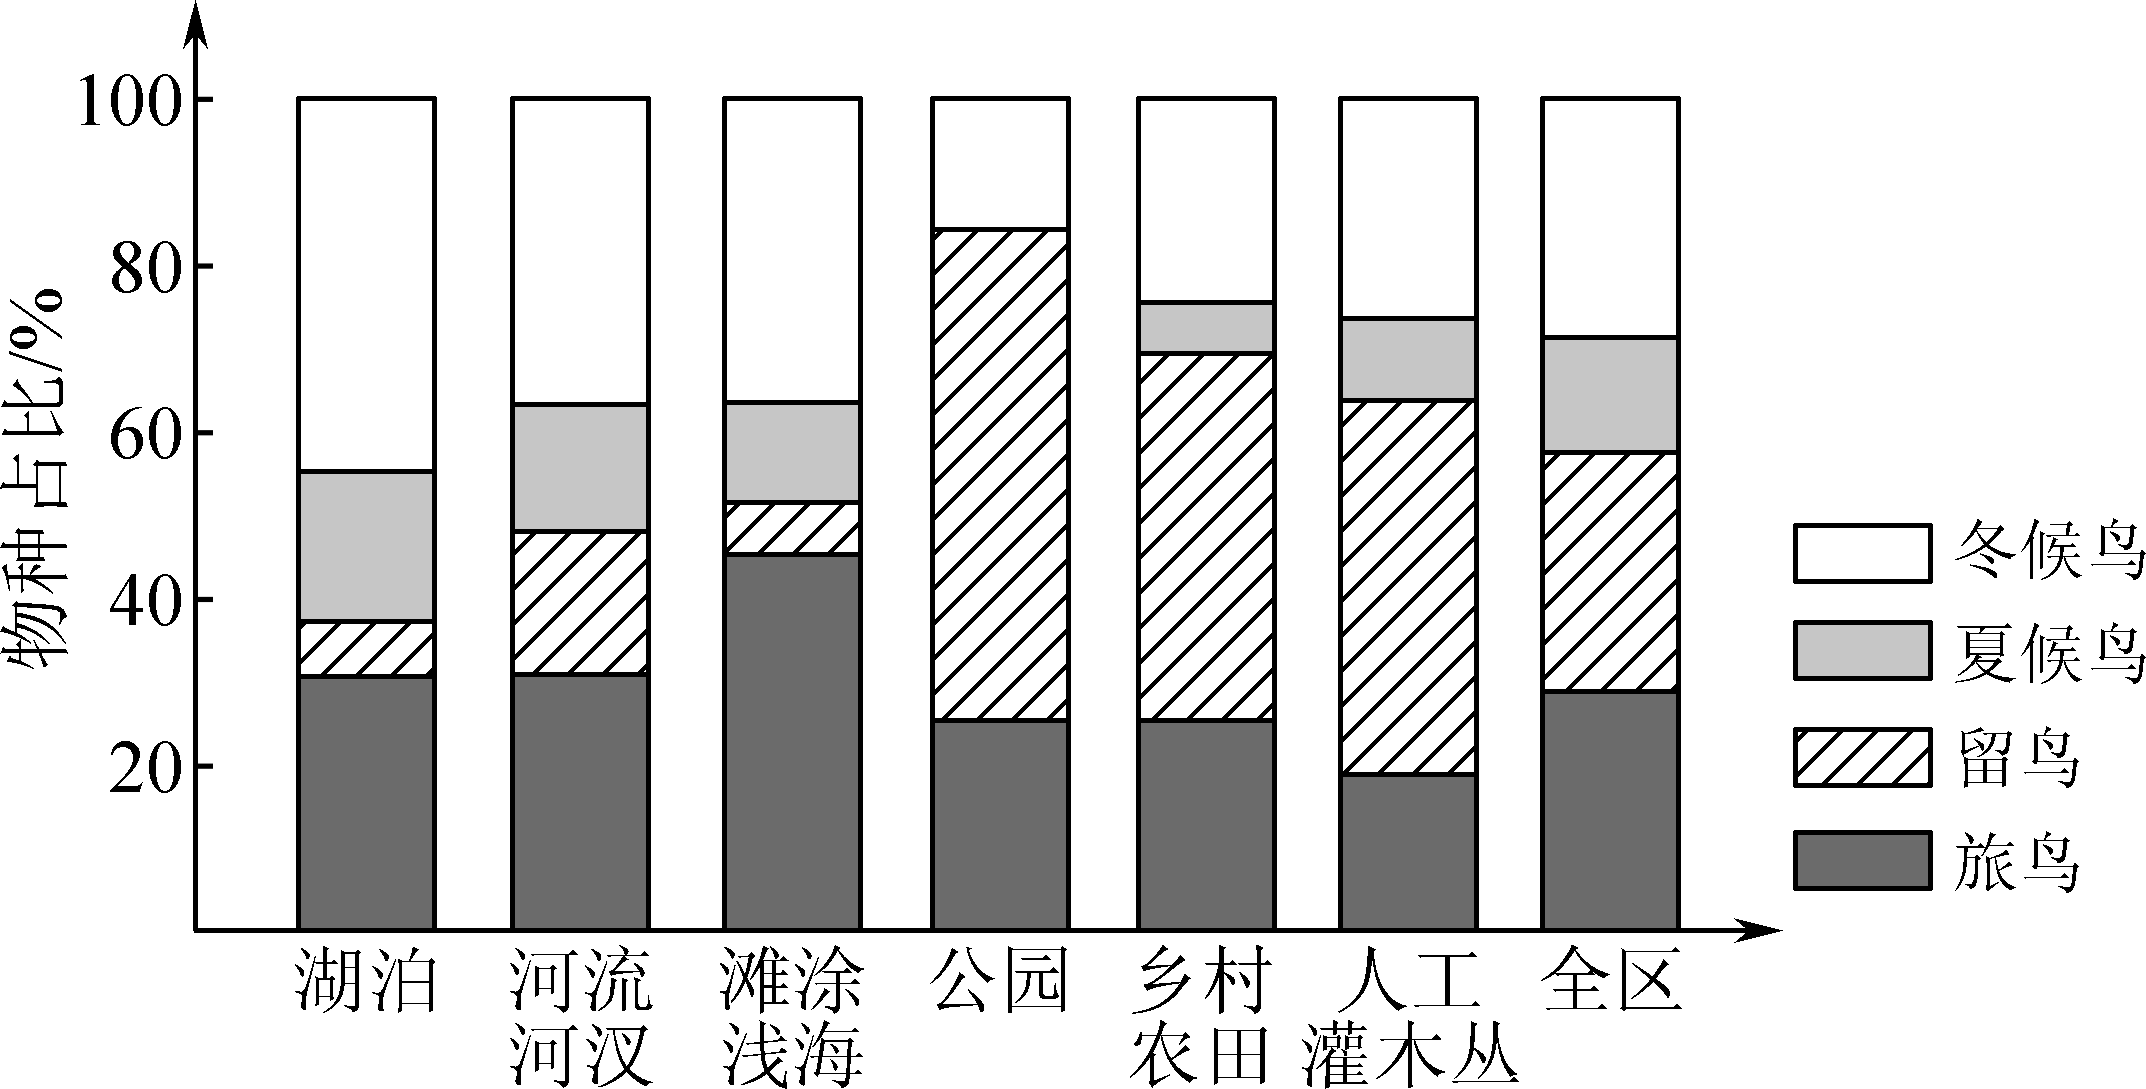 物种占比/%
100
80
60
40
20
湖泊
河流
河汊
滩涂
浅海
公园
乡村
农田
人工
灌木丛
全区
冬候鸟
夏候鸟
留鸟
旅鸟